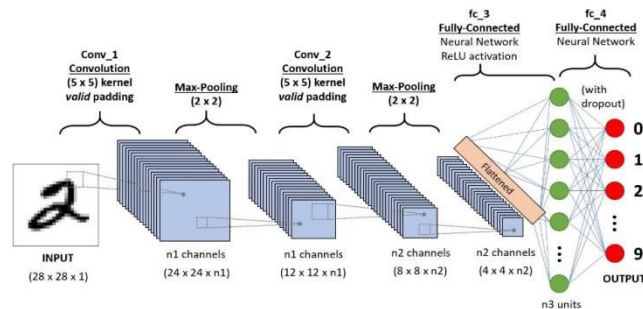 fc_3
Fully-Connected
Neural Network
ReLU activation
fc_4
Fully-Connected
Neural Network
Conv_1
Convolution
(5 x 5) kernel
valid padding
Max-Pooling
(2 x 2)
Conv_2
Convolution
(5 x 5) kernel
valid padding
Max-Pooling
(2 x 2)
(with
dropout)
Flattened
0
1
2
9
INPUT
(28 x 28 x 1)
n1 channels
(24 x 24 x n1)
n1 channels
(12 x 12 x n1)
n2 channels
(8 x 8 x n2)
n2 channels
(4 x 4 x n2)
n3 units
OUTPUT
2